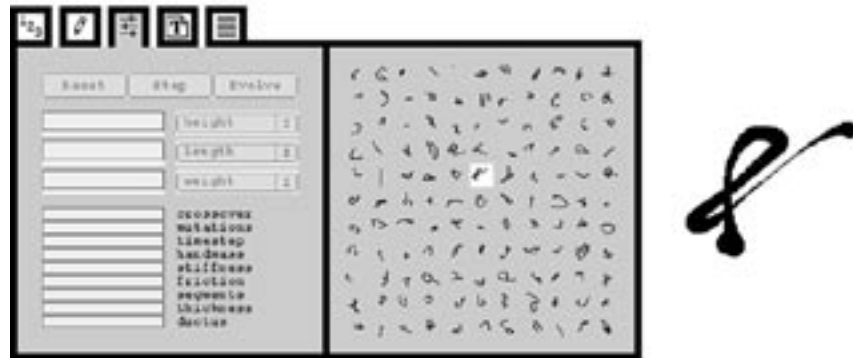 Reset Step Evolve
height
length
weight
crossover
mutations
timestep
handmass
stiffness
friction
segments
thickness
ductus